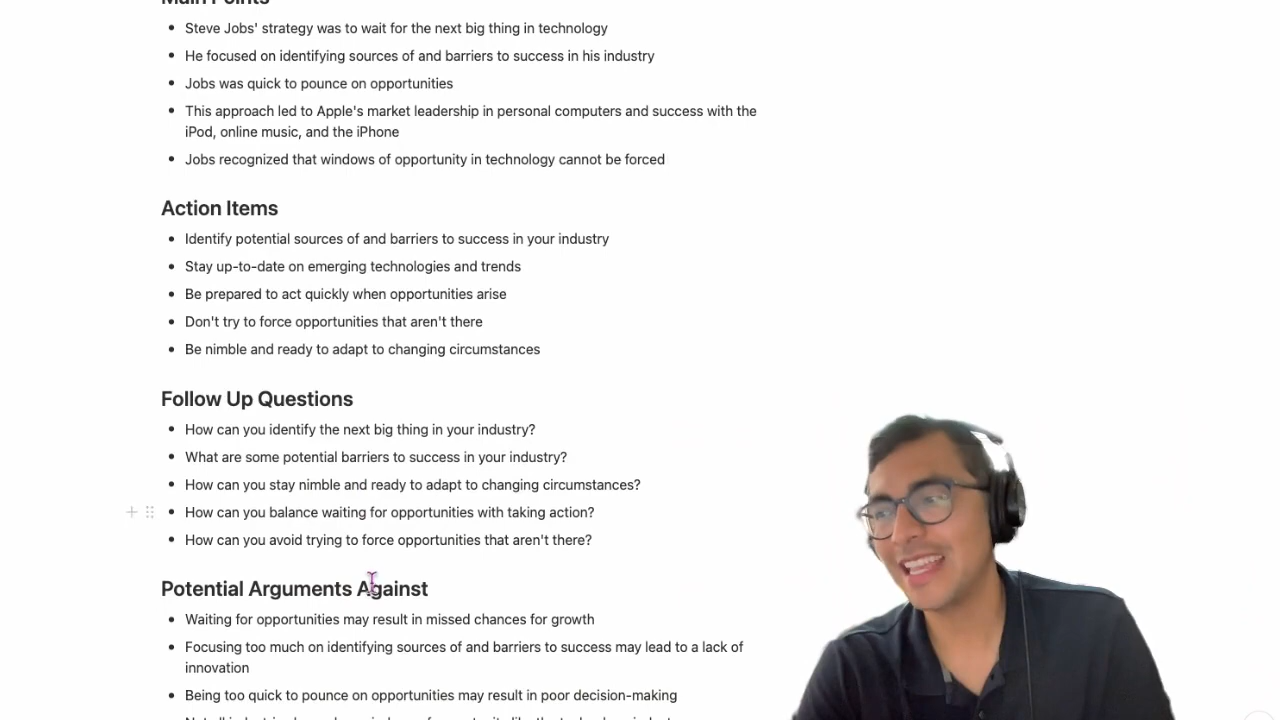 Main Points
Steve Jobs' strategy was to wait for the next big thing in technology
He focused on identifying sources of and barriers to success in his industry
Jobs was quick to pounce on opportunities
This approach led to Apple's market leadership in personal computers and success with the
iPod, online music, and the iPhone
Jobs recognized that windows of opportunity in technology cannot be forced
Action Items
Identify potential sources of and barriers to success in your industry
Stay up-to-date on emerging technologies and trends
Be prepared to act quickly when opportunities arise
Don't try to force opportunities that aren't there
Be nimble and ready to adapt to changing circumstances
Follow Up Questions
How can you identify the next big thing in your industry?
What are some potential barriers to success in your industry?
How can you stay nimble and ready to adapt to changing circumstances?
How can you balance waiting for opportunities with taking action?
How can you avoid trying to force opportunities that aren't there?
Potential Arguments Against
Waiting for opportunities may result in missed chances for growth
Focusing too much on identifying sources of and barriers to success may lead to a lack of
innovation
Being too quick to pounce on opportunities may result in poor decision-making